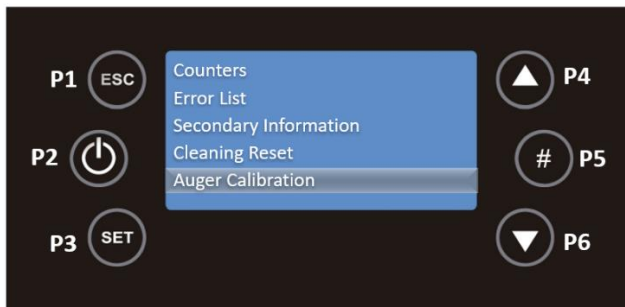 P1 ESC
P2
P3 SET
Counters
Error List
Secondary Information
Cleaning Reset
Auger Calibration
P4
# P5
P6